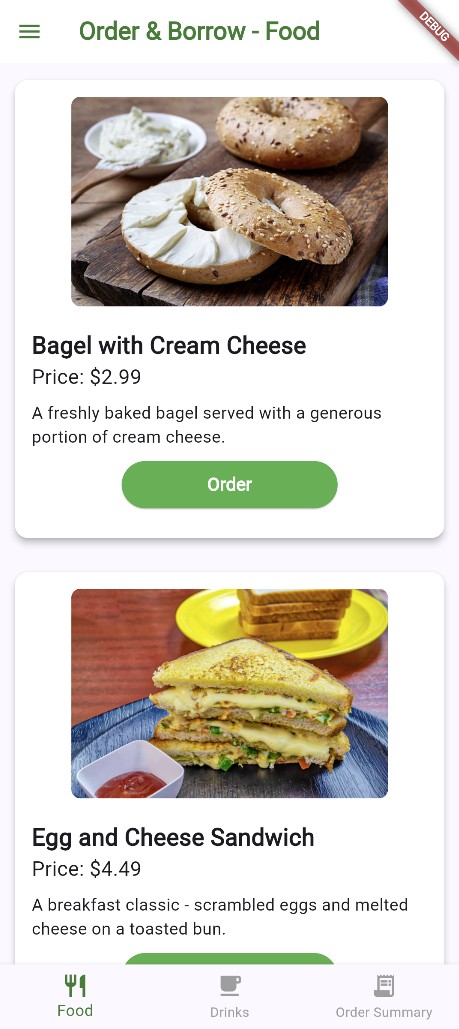 Order & Borrow - Food
DEBUG
Bagel with Cream Cheese
Price: $2.99
A freshly baked bagel served with a generous
portion of cream cheese.
Order
Egg and Cheese Sandwich
Price: $4.49
A breakfast classic - scrambled eggs and melted
cheese on a toasted bun.
Food
Drinks
Order Summary